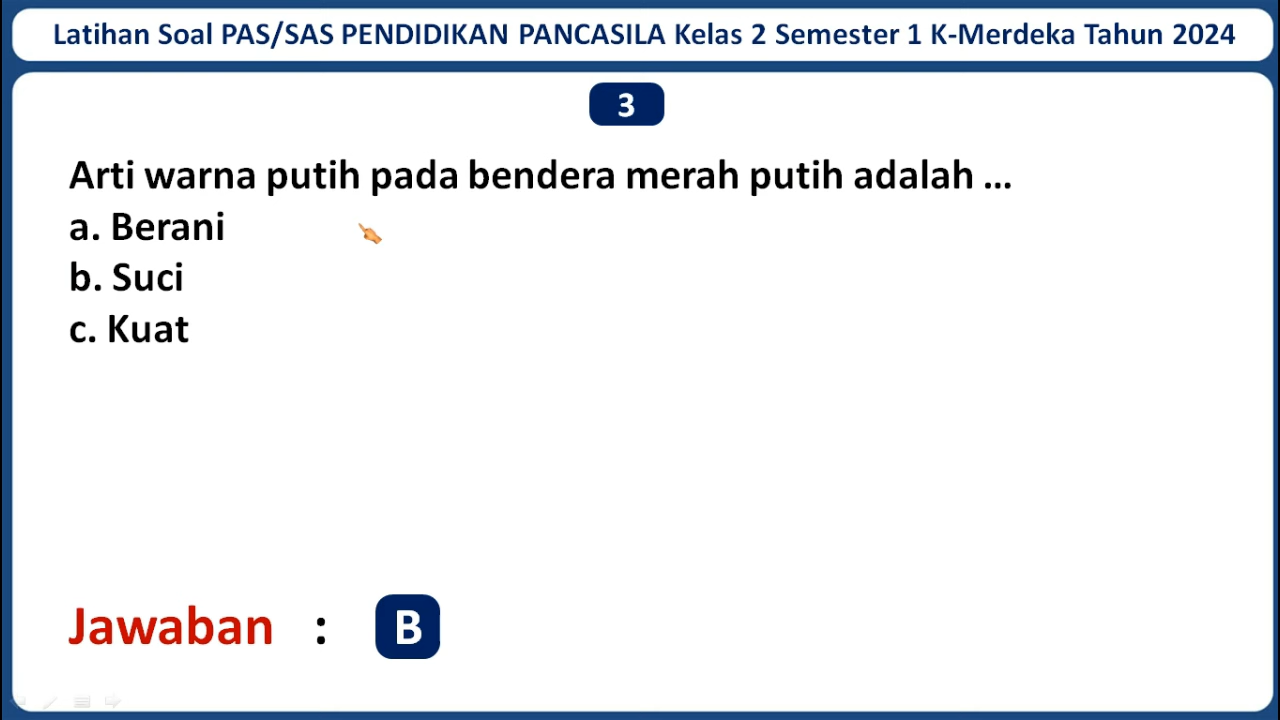 Latihan Soal PAS/SAS PENDIDIKAN PANCASILA Kelas 2 Semester 1 K-Merdeka Tahun 2024
3
Arti warna putih pada bendera merah putih adalah ...
a. Berani
b. Suci
c. Kuat
Jawaban : B